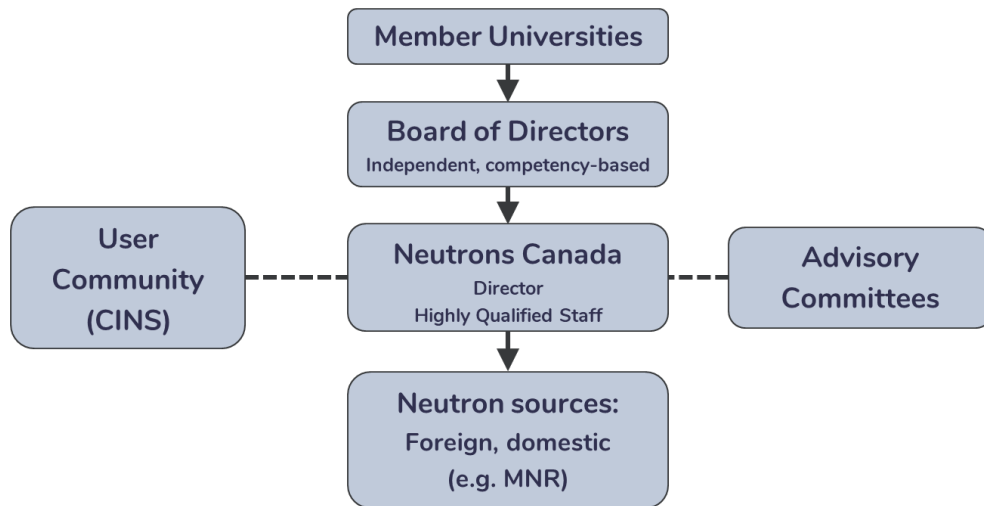 Member Universities
Board of Directors
Independent, competency-based
User
Community
(CINS)
Neutrons Canada
Director
Highly Qualified Staff
Advisory
Committees
Neutron sources:
Foreign, domestic
(e.g. MNR)